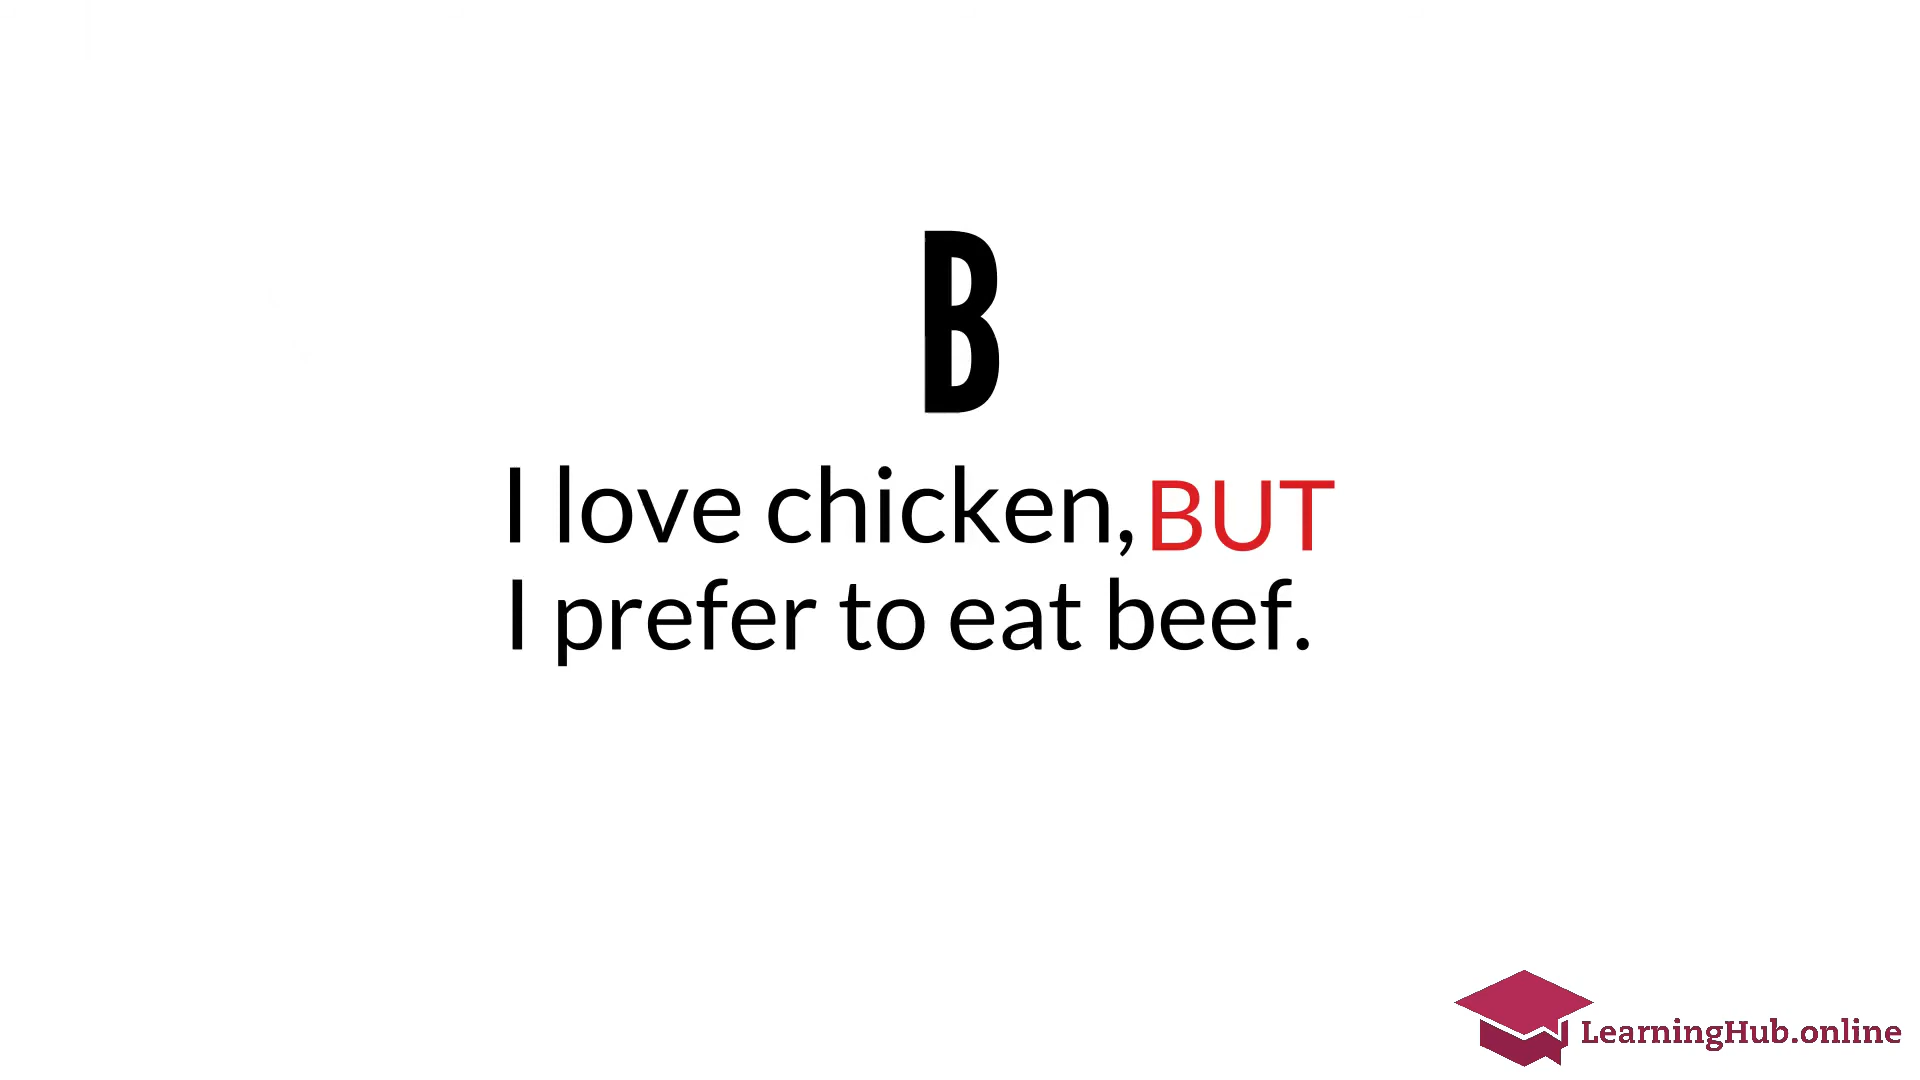 B
I love chicken, BUT
I prefer to eat beef.
LearningHub.online